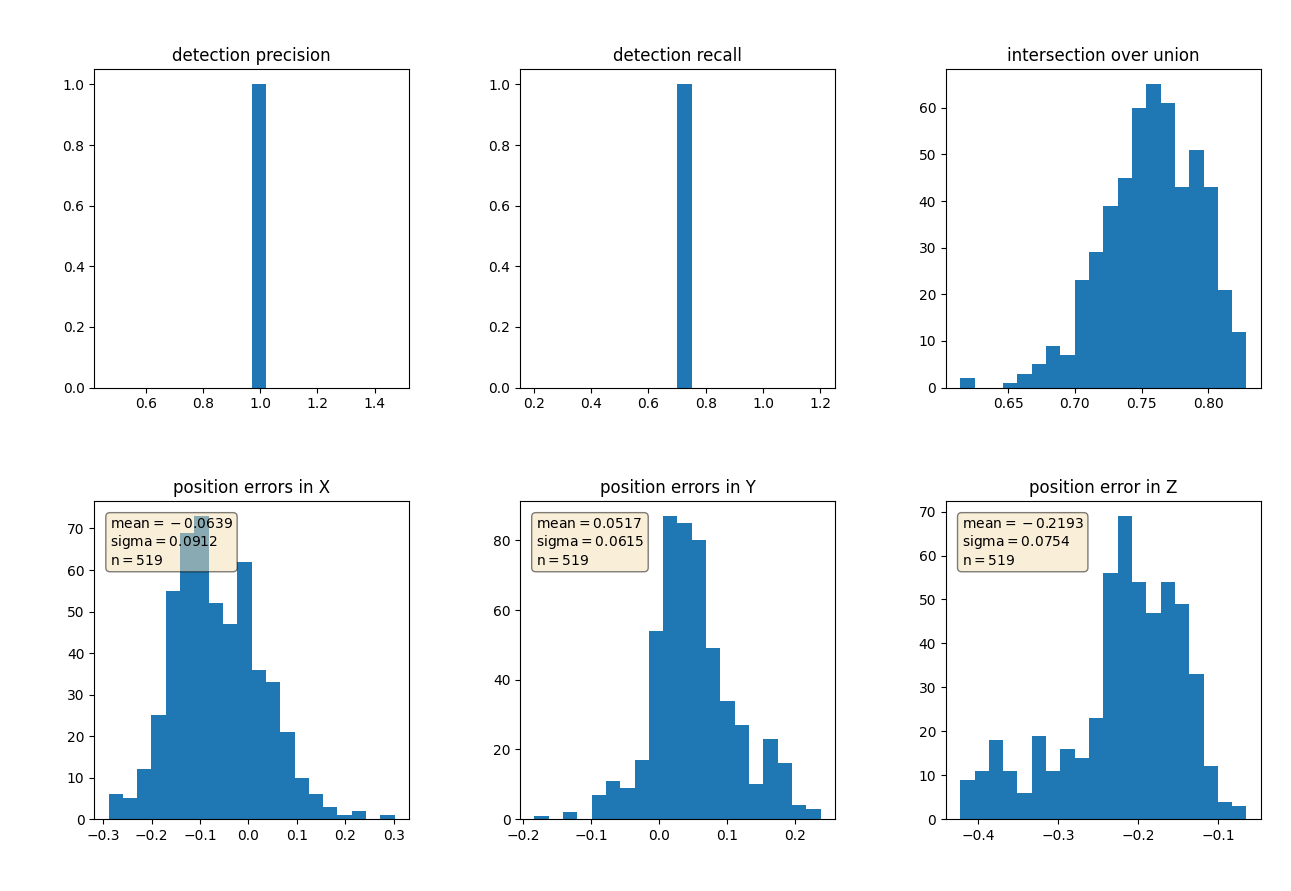 detection precision
detection recall
intersection over union
1.0
0.8
0.6
0.4
0.2
0.0
0.6 0.8 1.0 1.2 1.4
1.0
0.8
0.6
0.4
0.2
0.0
0.2 0.4 0.6 0.8 1.0 1.2
60
50
40
30
20
10
0
0.65 0.70 0.75 0.80
position errors in X
position errors in Y
position error in Z
mean = −0.0639
sigma = 0.0912
n = 519
70
60
50
40
30
20
10
0
−0.3 −0.2 −0.1 0.0 0.1 0.2 0.3
mean = 0.0517
sigma = 0.0615
n = 519
80
60
40
20
0
−0.2 −0.1 0.0 0.1 0.2
mean = −0.2193
sigma = 0.0754
n = 519
70
60
50
40
30
20
10
0
−0.4 −0.3 −0.2 −0.1